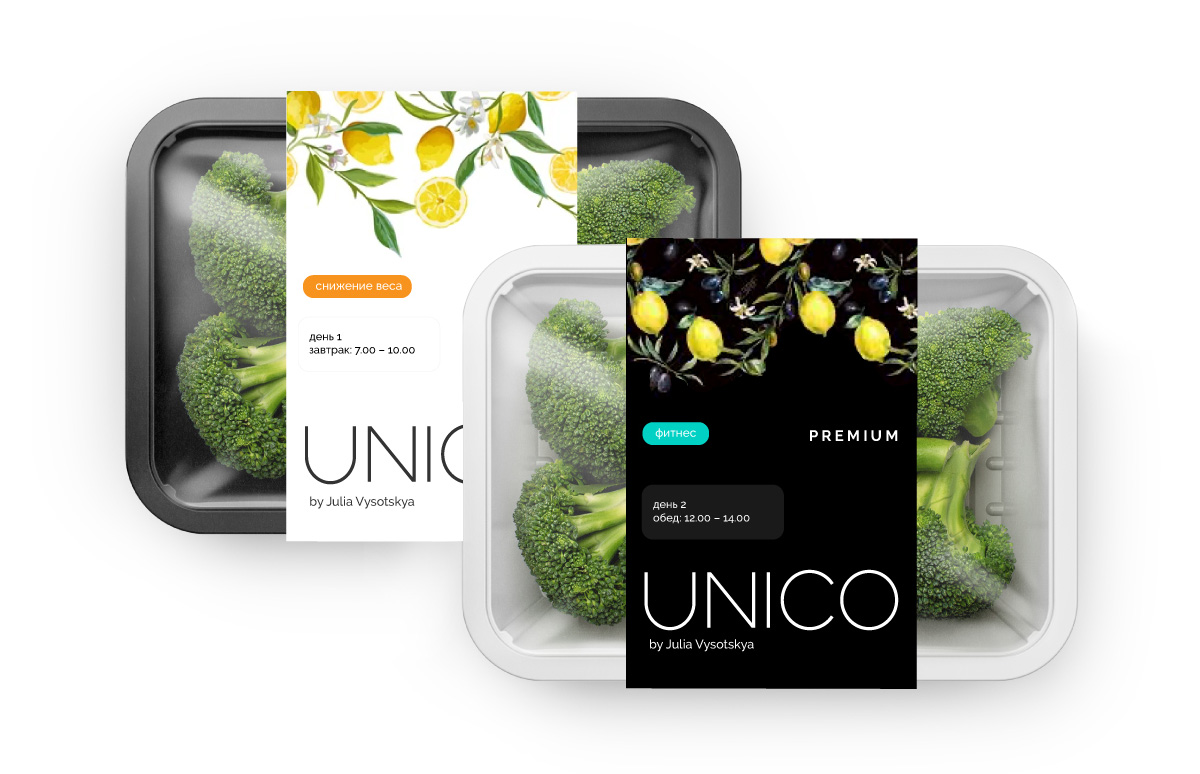 снижение веса
день 1
завтрак: 7.00 – 10.00
UNIC
by Julia Vysotskya
фитнес
PREMIUM
день 2
обед: 12.00 – 14.00
UNICO
by Julia Vysotskya